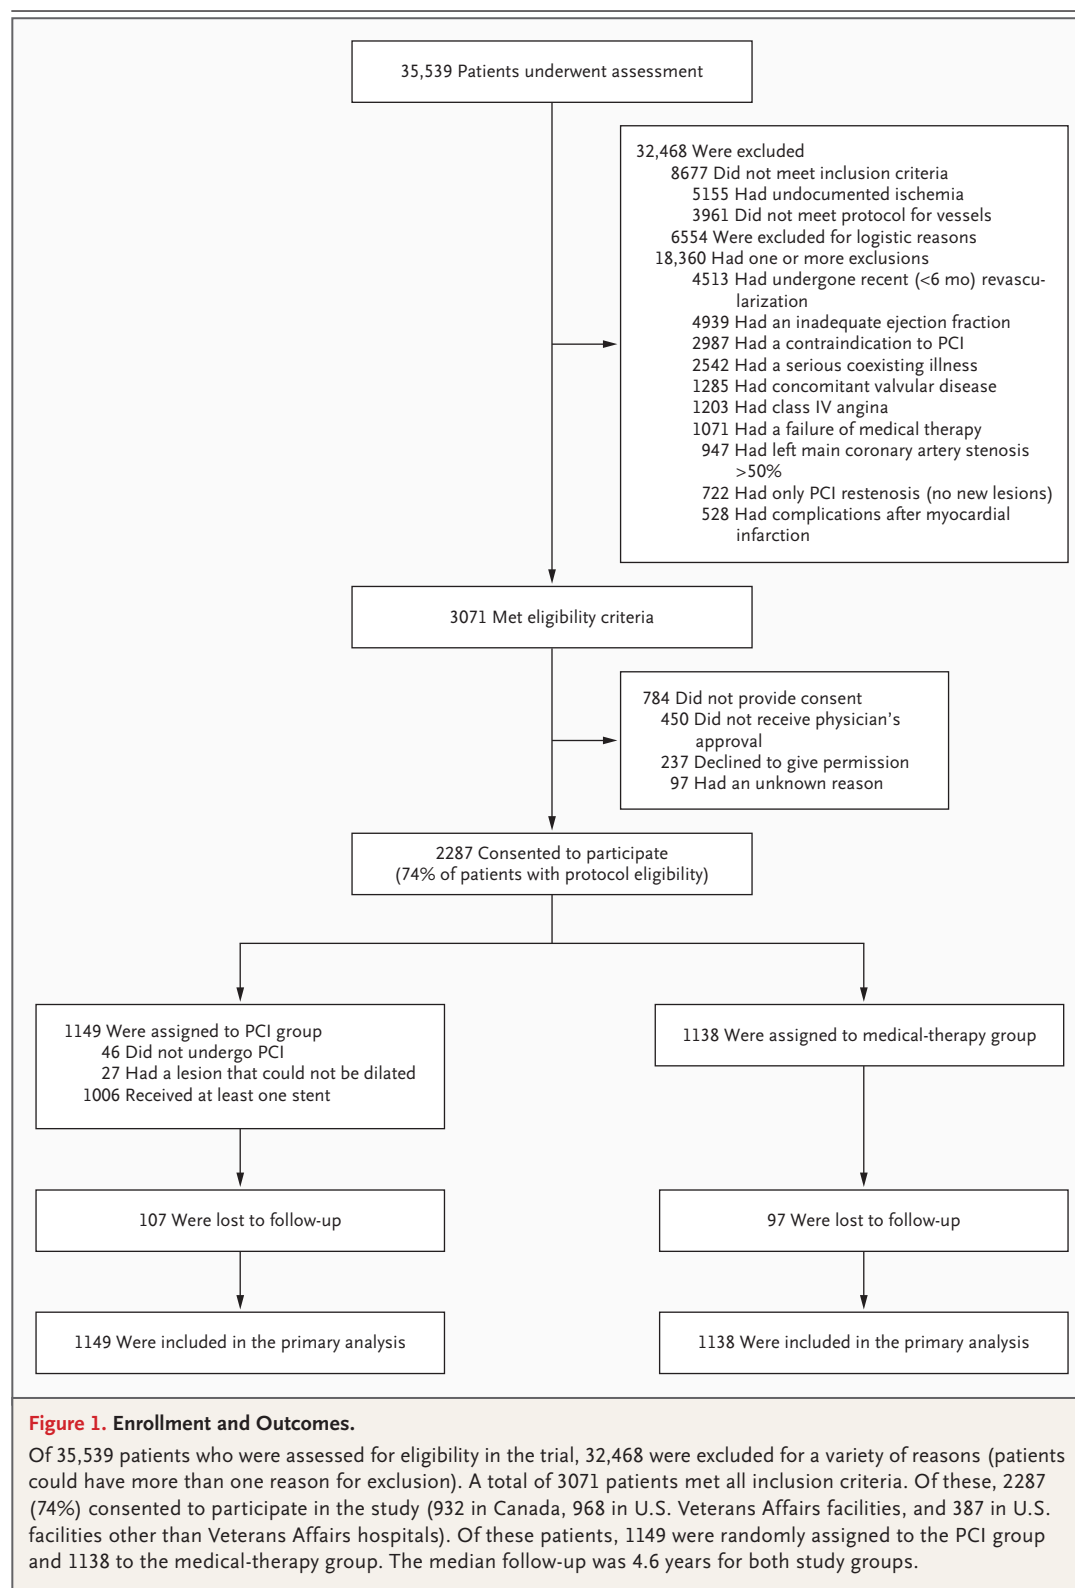 35,539 Patients underwent assessment
32,468 Were excluded
8677 Did not meet inclusion criteria
5155 Had undocumented ischemia
3961 Did not meet protocol for vessels
6554 Were excluded for logistic reasons
18,360 Had one or more exclusions
4513 Had undergone recent (<6 mo) revascu-
larization
4939 Had an inadequate ejection fraction
2987 Had a contraindication to PCI
2542 Had a serious coexisting illness
1285 Had concomitant valvular disease
1203 Had class IV angina
1071 Had a failure of medical therapy
947 Had left main coronary artery stenosis
>50%
722 Had only PCI restenosis (no new lesions)
528 Had complications after myocardial
infarction
3071 Met eligibility criteria
784 Did not provide consent
450 Did not receive physician's
approval
237 Declined to give permission
97 Had an unknown reason
2287 Consented to participate
(74% of patients with protocol eligibility)
1149 Were assigned to PCI group
46 Did not undergo PCI
27 Had a lesion that could not be dilated
1006 Received at least one stent
1138 Were assigned to medical-therapy group
107 Were lost to follow-up
97 Were lost to follow-up
1149 Were included in the primary analysis
1138 Were included in the primary analysis
Figure 1. Enrollment and Outcomes.
Of 35,539 patients who were assessed for eligibility in the trial, 32,468 were excluded for a variety of reasons (patients
could have more than one reason for exclusion). A total of 3071 patients met all inclusion criteria. Of these, 2287
(74%) consented to participate in the study (932 in Canada, 968 in U.S. Veterans Affairs facilities, and 387 in U.S.
facilities other than Veterans Affairs hospitals). Of these patients, 1149 were randomly assigned to the PCI group
and 1138 to the medical-therapy group. The median follow-up was 4.6 years for both study groups.